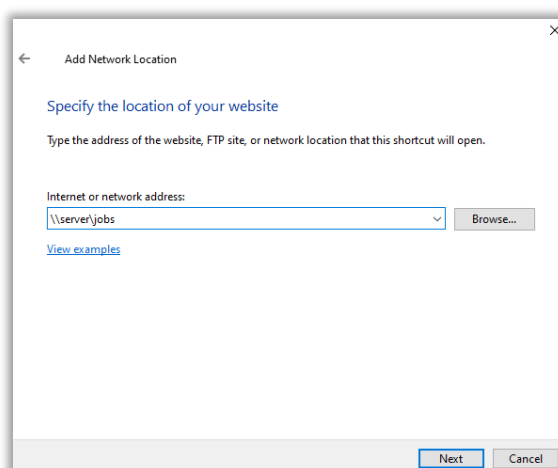 Add Network Location
Specify the location of your website
Type the address of the website, FTP site, or network location that this shortcut will open.
Internet or network address:
\\server\jobs
Browse...
View examples
Next
Cancel